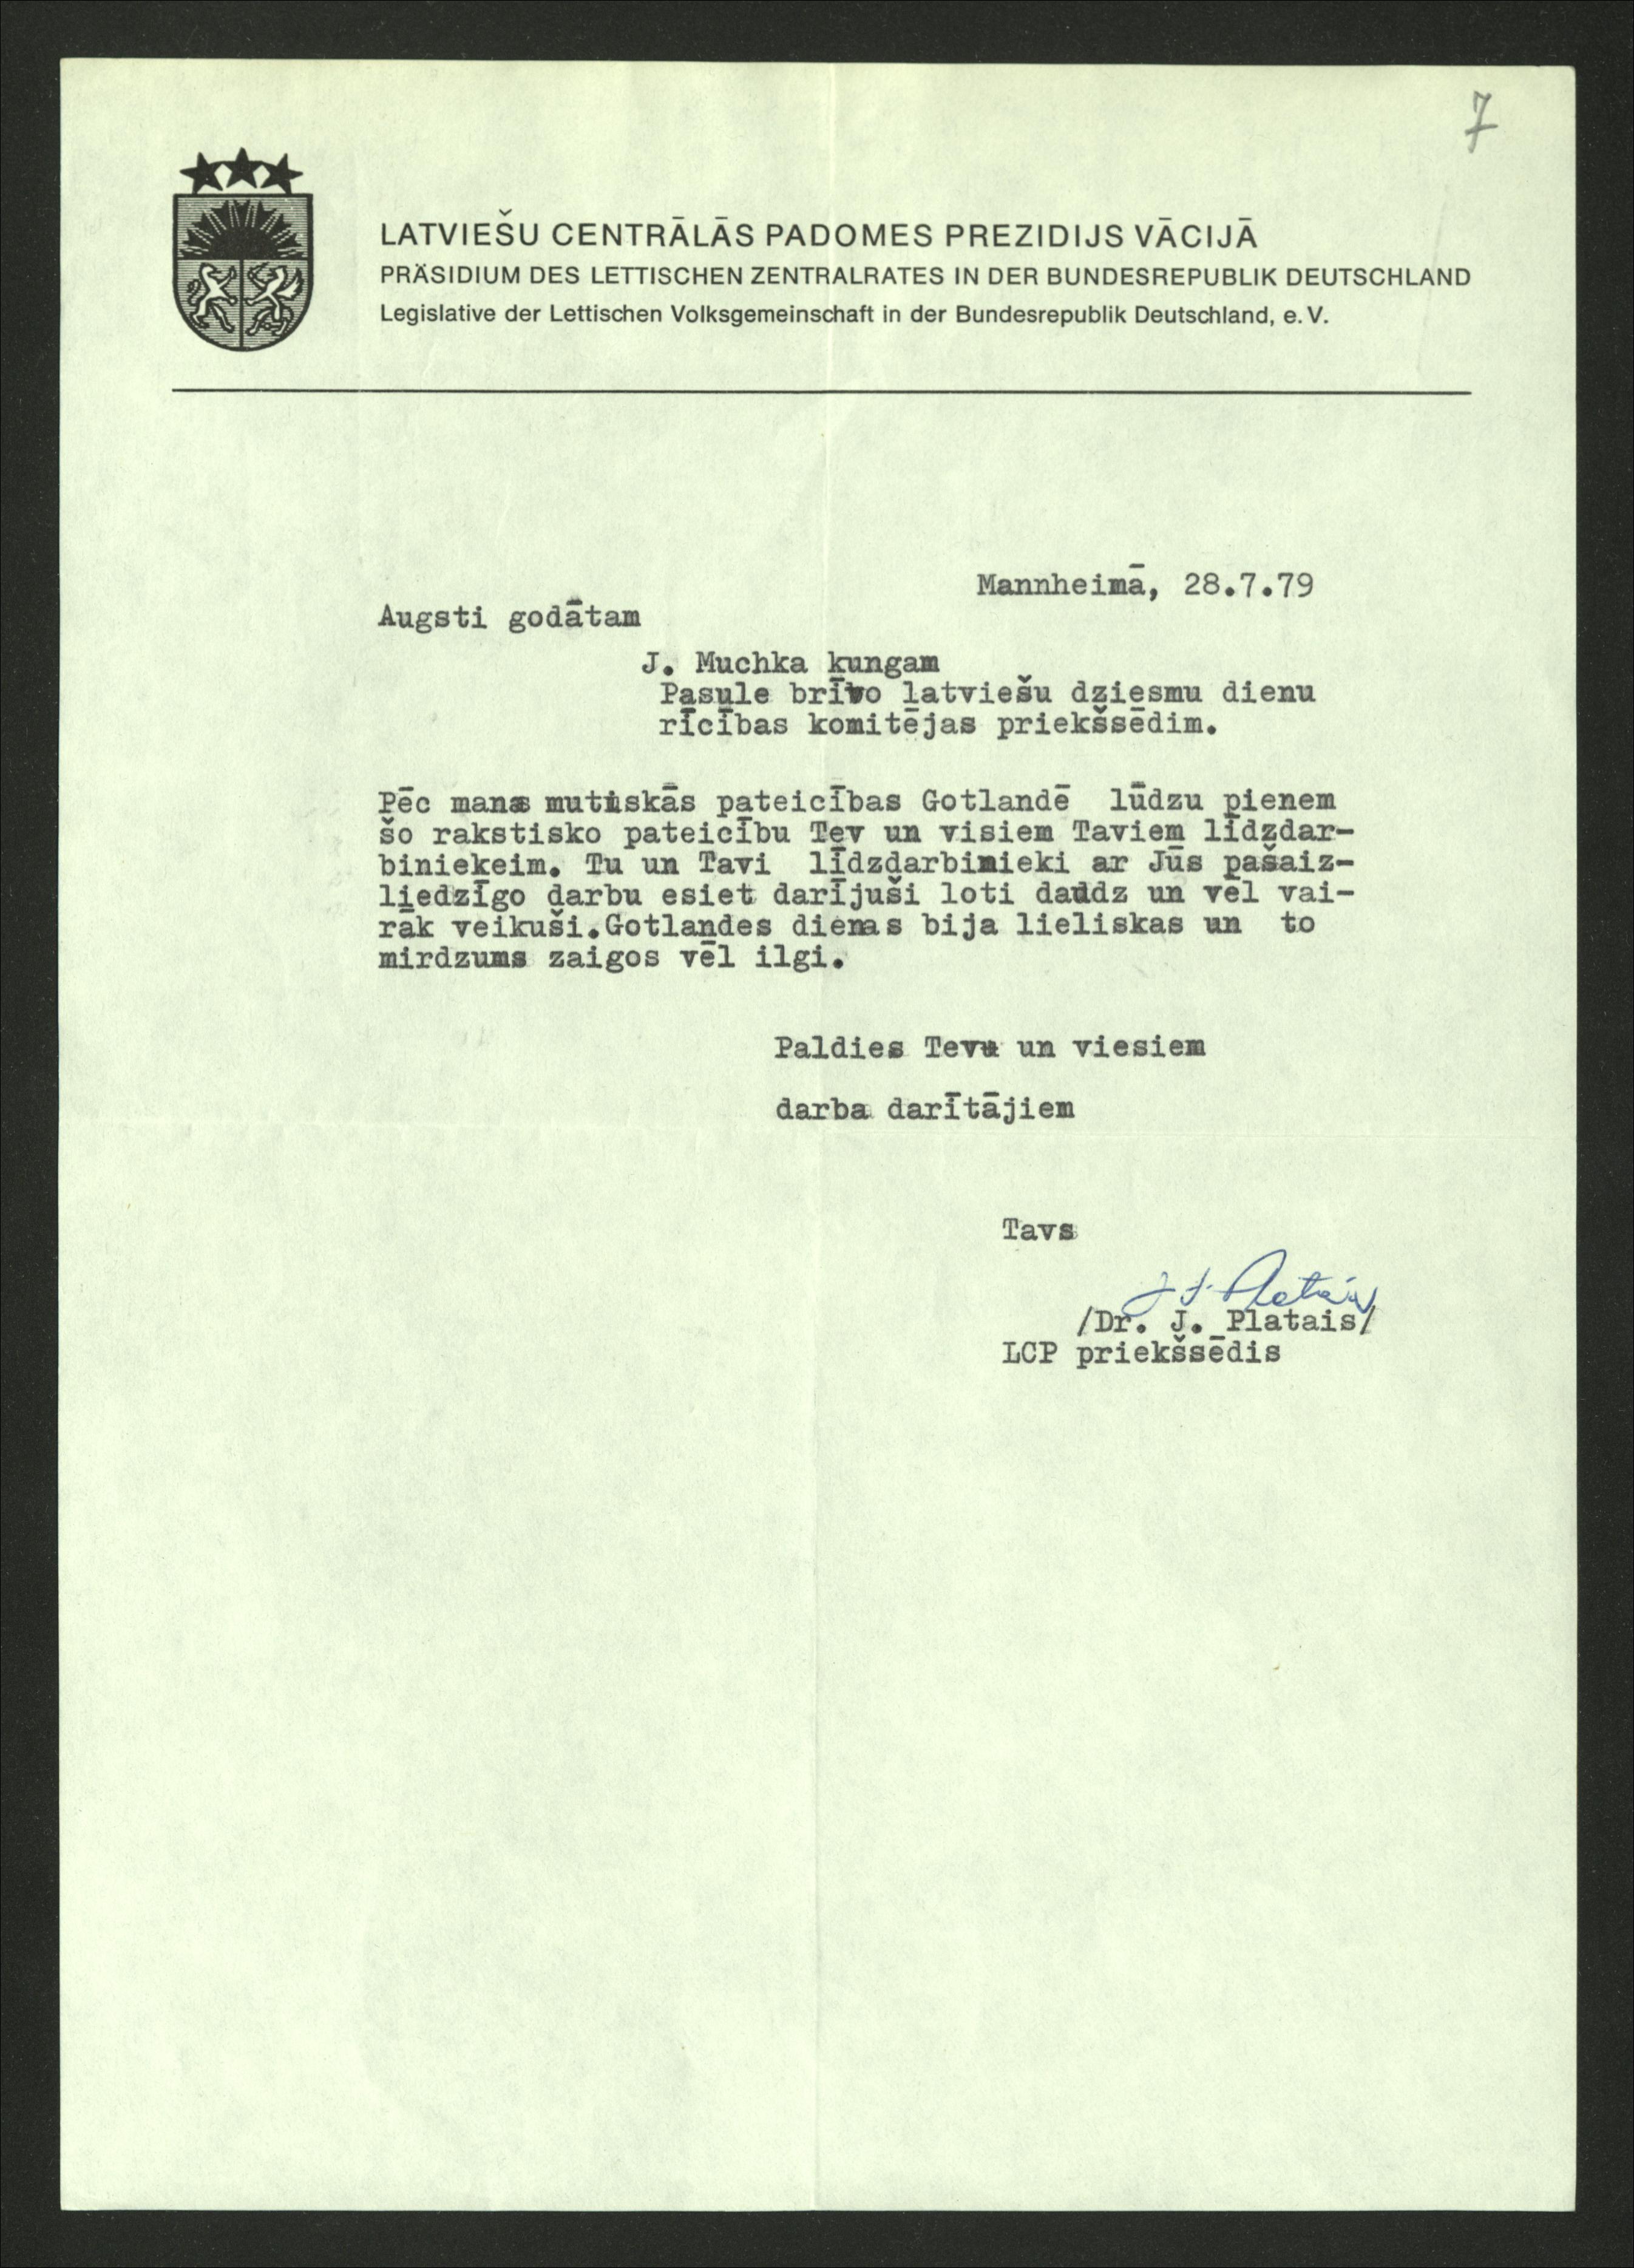 7
LATVIEŠU CENTRĀLĀS PADOMES PREZIDIJS VĀCIJĀ
PRÄSIDIUM DES LETTISCHEN ZENTRALRATES IN DER BUNDESREPUBLIK DEUTSCHLAND
Legislative der Lettischen Volksgemeinschaft in der Bundesrepublik Deutschland, e. V.
Mannheimā, 28.7.79
Augsti godātam
J. Muchka kungam
Pasule brīvo latviešu dziesmu dienu
rīcības komitējas priekšsēdim.
Pēc manas mutiskās pateicības Gotlandē lūdzu pienem
šo rakstisko pateicību Tev un visiem Taviem līdzdar-
biniekeim. Tu un Tavi līdzdarbinieki ar Jūs pašaiz-
liedzīgo darbu esiet darījuši loti daudz un vēl vai-
rāk veikuši.Gotlandes dienas bija lieliskas un to
mirdzums zaigos vēl ilgi.
Paldies Tev un viesiem
darba darītājiem
Tavs
J. J. Platais
/Dr. J. Platais/
LCP priekšsēdis